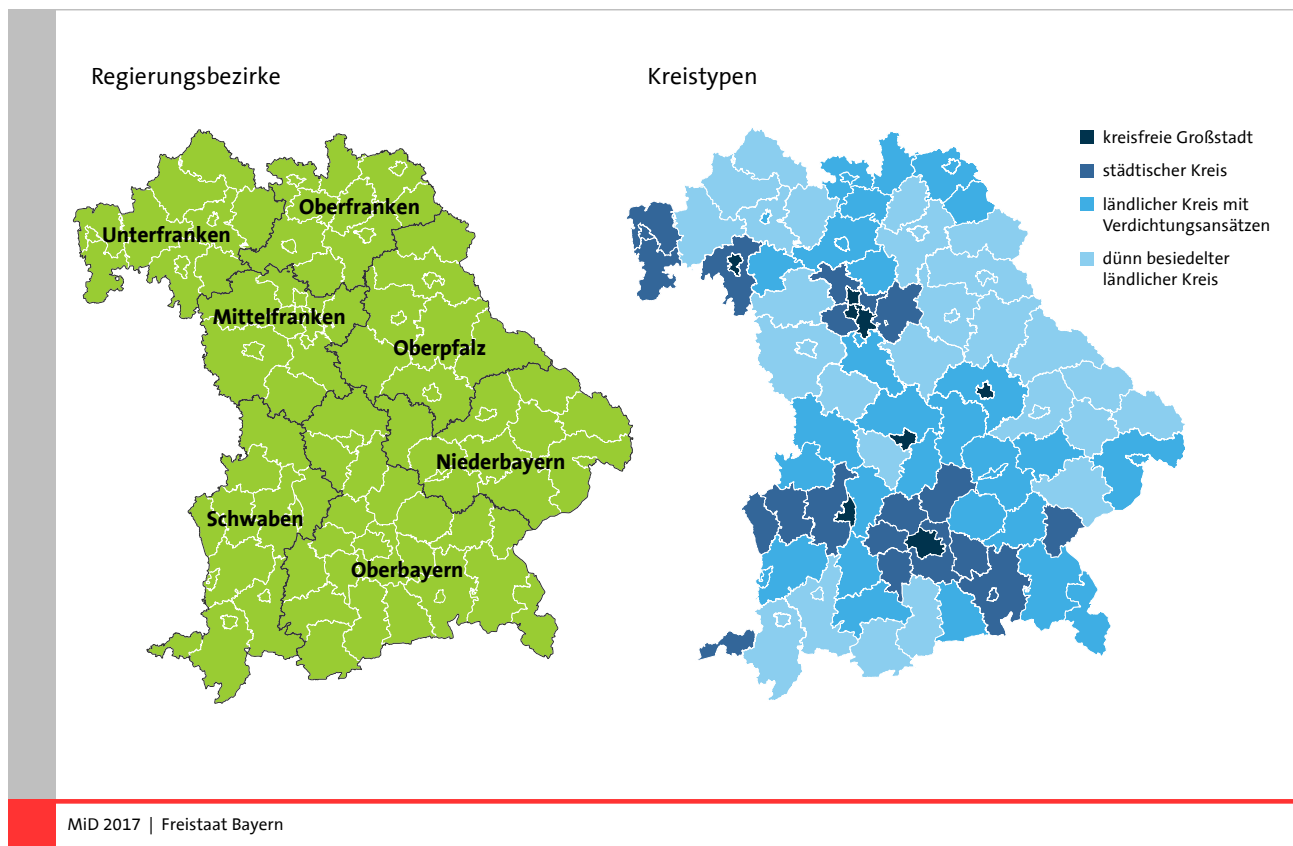 Regierungsbezirke
Oberfranken
Unterfranken
Mittelfranken
Oberpfalz
Niederbayern
Schwaben
Oberbayern
Kreistypen
kreisfreie Großstadt
städtischer Kreis
ländlicher Kreis mit
Verdichtungsansätzen
dünn besiedelter
ländlicher Kreis
MiD 2017 | Freistaat Bayern